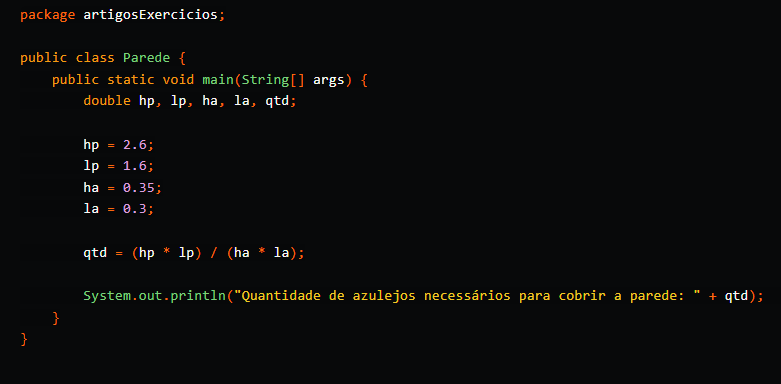 package artigosExercicios;
public class Parede {
public static void main(String[] args) {
double hp, lp, ha, la, qtd;
hp = 2.6;
lp = 1.6;
ha = 0.35;
la = 0.3;
qtd = (hp * lp) / (ha * la);
System.out.println("Quantidade de azulejos necessários para cobrir a parede: " + qtd);
}
}